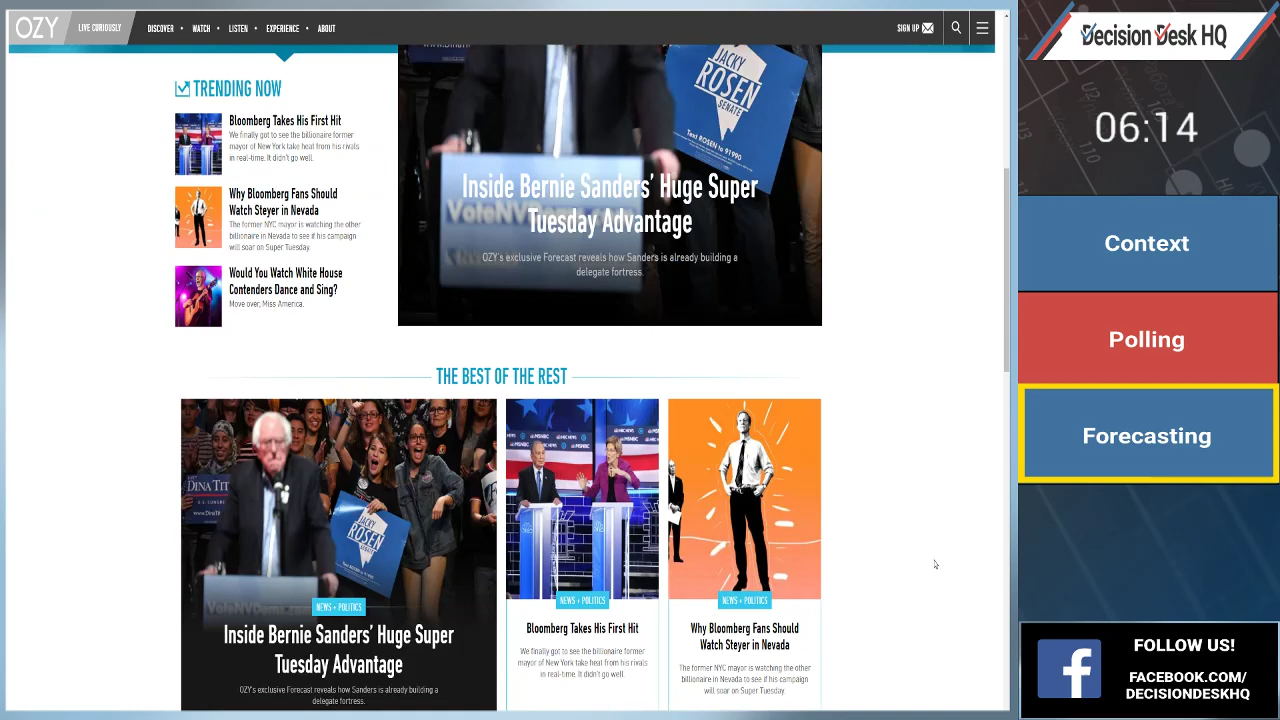 OZY
LIVE CURIOUSLY
DISCOVER • WATCH • LISTEN • EXPERIENCE • ABOUT
SIGN UP
TRENDING NOW
Bloomberg Takes His First Hit
We finally got to see the billionaire former
mayor of New York take heat from his rivals
in real-time. It didn't go well.
Why Bloomberg Fans Should
Watch Steyer in Nevada
The former NYC mayor is watching the other
billionaire in Nevada to see if his campaign
will soar on Super Tuesday.
Would You Watch White House
Contenders Dance and Sing?
Move over, Miss America.
JACKY
ROSEN
SENATE
Text ROSEN to 91990
Inside Bernie Sanders' Huge Super
Tuesday Advantage
OZY's exclusive Forecast reveals how Sanders is already building a
delegate fortress.
THE BEST OF THE REST
DINA TIT
U.S. CONGRE
JACKY
ROSEN
NEWS + POLITICS
Inside Bernie Sanders' Huge Super
Tuesday Advantage
OZY's exclusive Forecast reveals how Sanders is already building a
delegate fortress.
NEWS + POLITICS
Bloomberg Takes His First Hit
We finally got to see the billionaire former
mayor of New York take heat from his rivals
in real-time. It didn't go well.
NEWS + POLITICS
Why Bloomberg Fans Should
Watch Steyer in Nevada
The former NYC mayor is watching the other
billionaire in Nevada to see if his campaign
will soar on Super Tuesday.
Decision Desk HQ
06:14
Context
Polling
Forecasting
FOLLOW US!
FACEBOOK.COM/
DECISIONDESKHQ